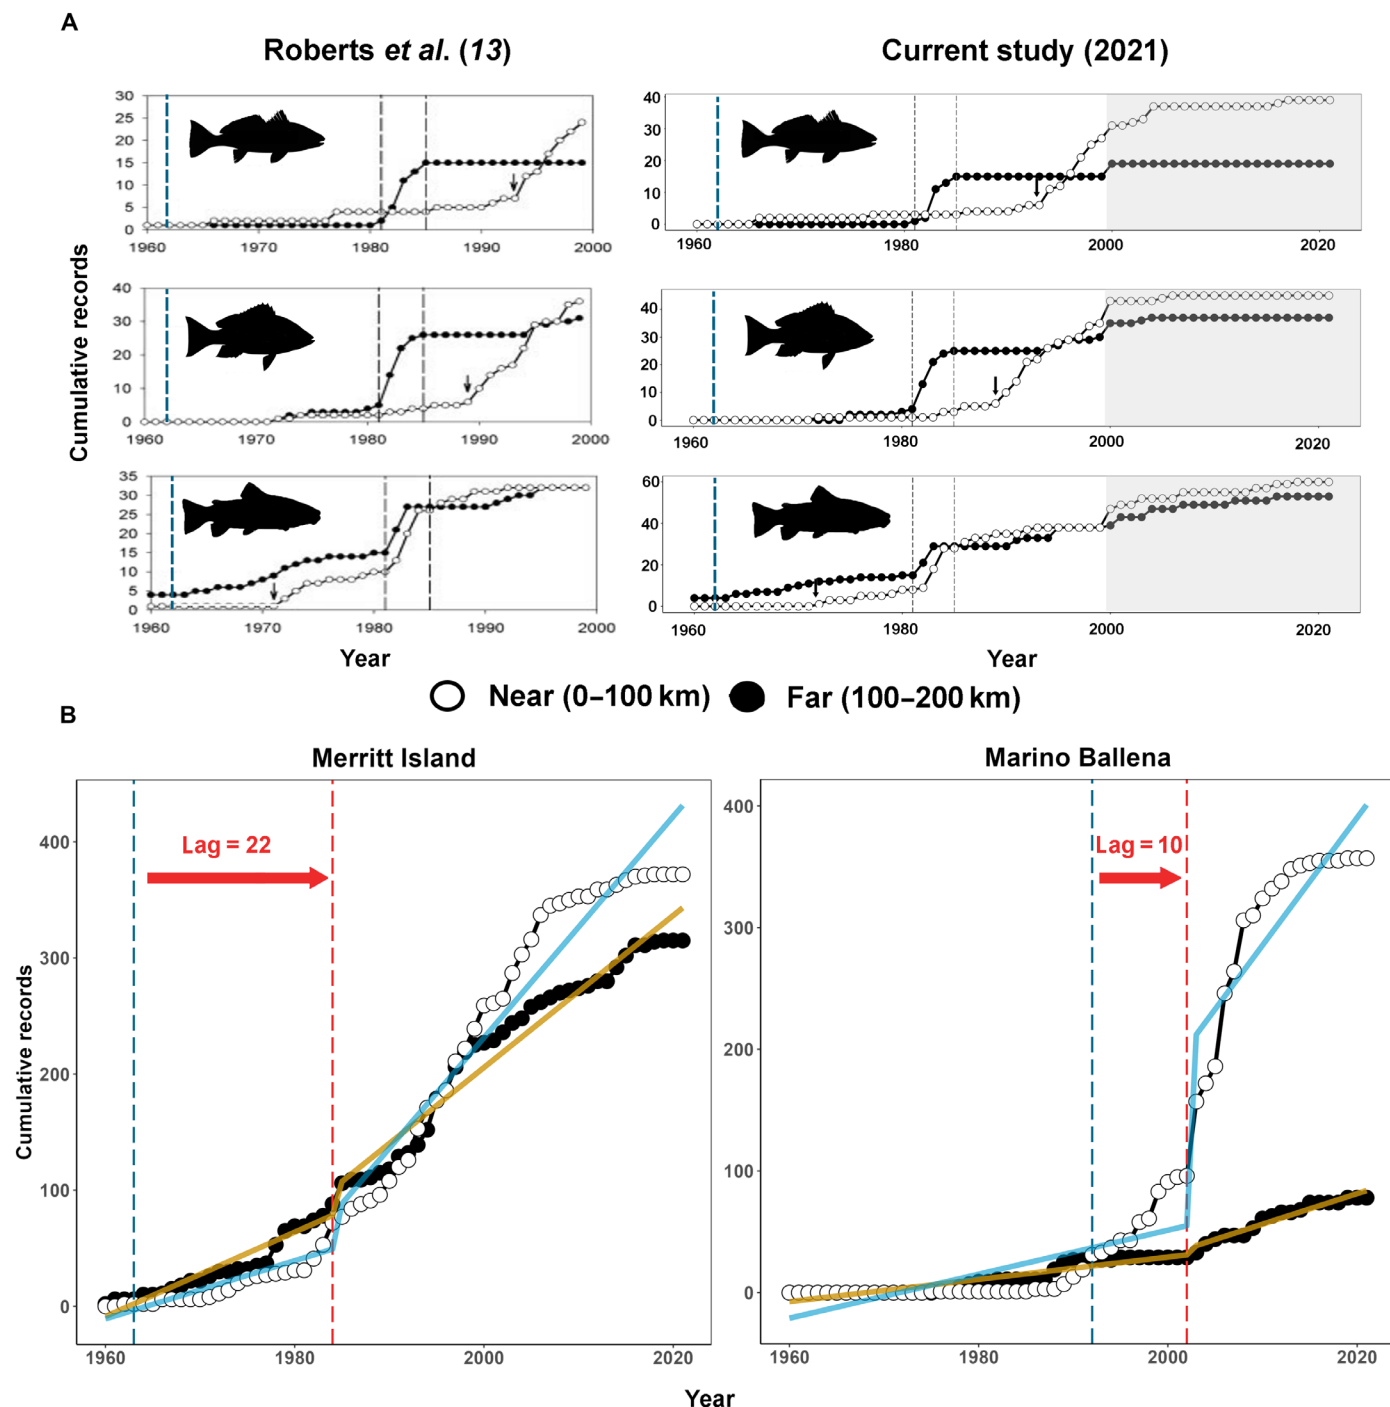 A
Roberts et al. (13)
Current study (2021)
Cumulative records
30
25
20
15
10
5
0
1960 1970 1980 1990 2000
40
30
20
10
0
1960 1980 2000 2020
40
30
20
10
0
1960 1970 1980 1990 2000
40
30
20
10
0
1960 1980 2000 2020
35
30
25
20
15
10
5
0
1960 1970 1980 1990 2000
60
40
20
0
1960 1980 2000 2020
Year
Year
Near (0–100 km) Far (100–200 km)
B
Merritt Island
Marino Ballena
Cumulative records
Lag = 22
400
300
200
100
0
1960 1980 2000 2020
Lag = 10
400
300
200
100
0
1960 1980 2000 2020
Year